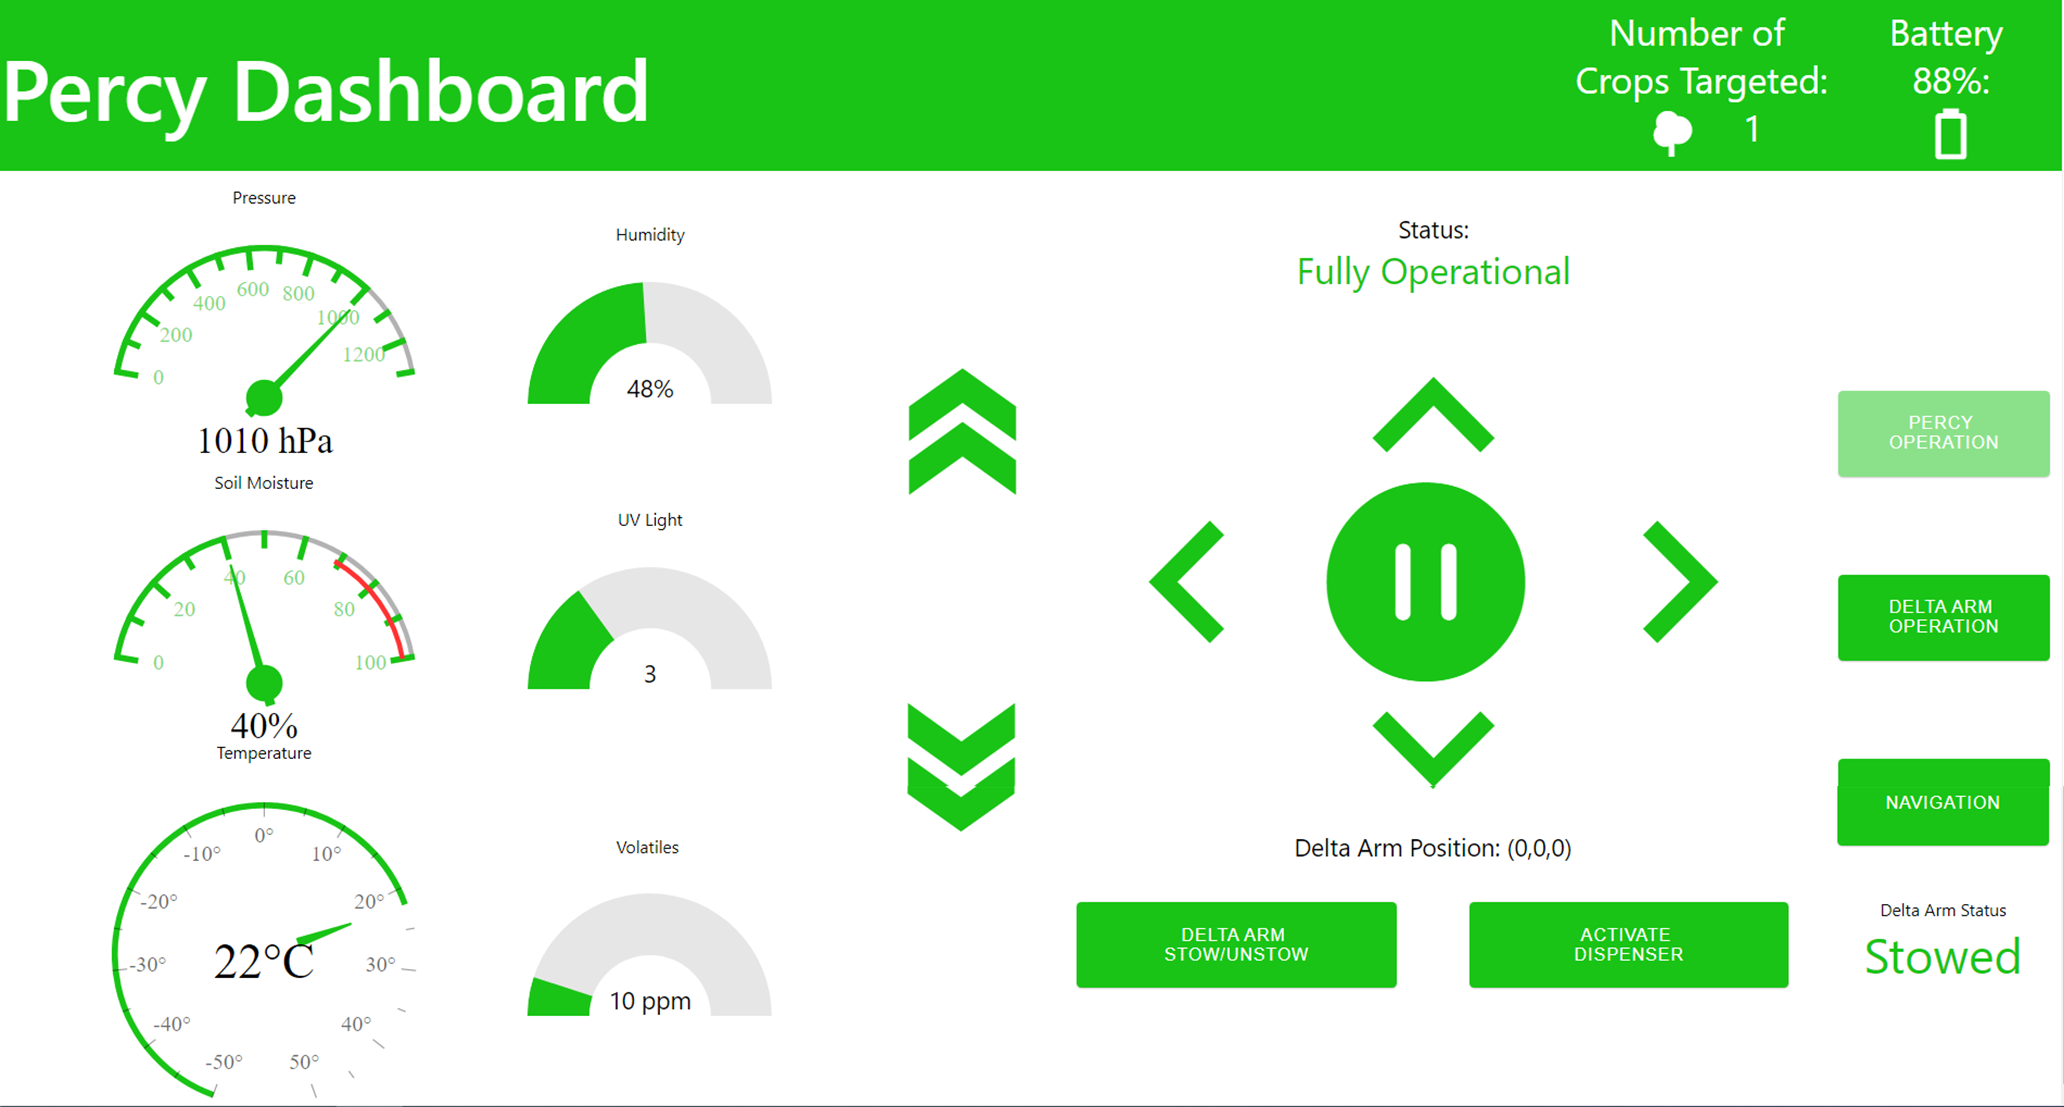 Percy Dashboard
Number of
Crops Targeted:
1
Battery
88%:
Pressure
0
200
400
600
800
1000
1200
1010 hPa
Humidity
48%
Soil Moisture
0
20
40
60
80
100
40%
UV Light
3
Temperature
-50°
-40°
-30°
-20°
-10°
0°
10°
20°
30°
40°
50°
22°C
Volatiles
10 ppm
Status:
Fully Operational
PERCY
OPERATION
DELTA ARM
OPERATION
NAVIGATION
Delta Arm Position: (0,0,0)
DELTA ARM
STOW/UNSTOW
ACTIVATE
DISPENSER
Delta Arm Status
Stowed